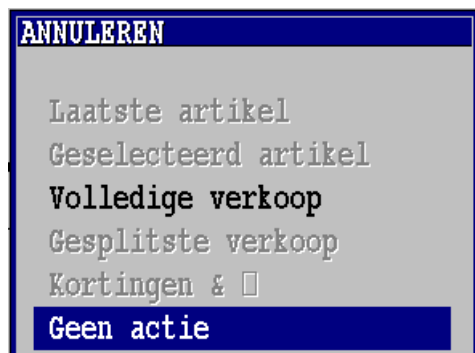 ANNULEREN
Laatste artikel
Geselecteerd artikel
Volledige verkoop
Gesplitste verkoop
Kortingen & □
Geen actie